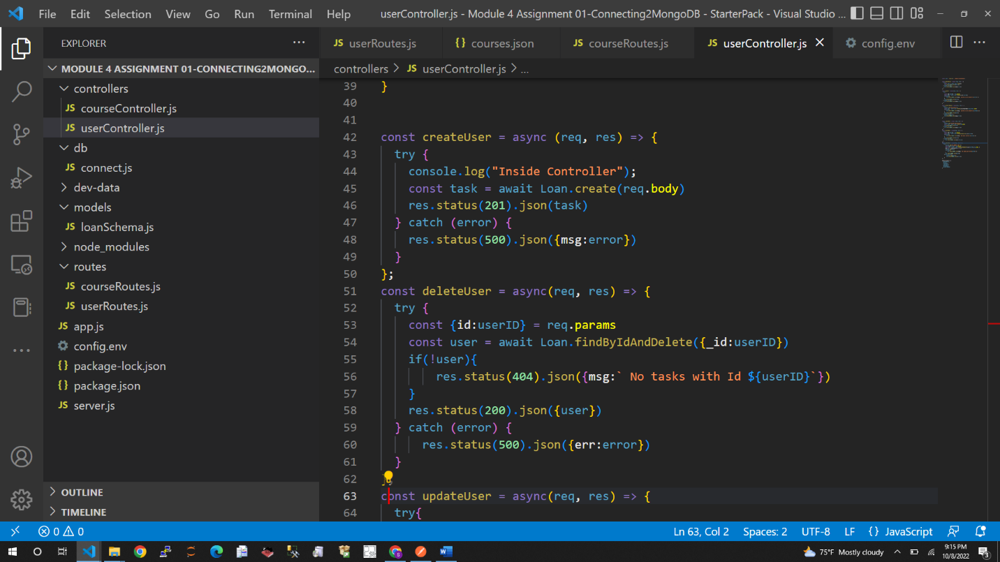 File Edit Selection View Go Run Terminal Help userController.js - Module 4 Assignment 01-Connecting2MongoDB - StarterPack - Visual Studio ...
EXPLORER
MODULE 4 ASSIGNMENT 01-CONNECTING2MONGO...
controllers
JS courseController.js
JS userController.js
db
JS connect.js
dev-data
models
JS loanSchema.js
node_modules
routes
JS courseRoutes.js
JS userRoutes.js
JS app.js
config.env
{} package-lock.json
{} package.json
JS server.js
OUTLINE
TIMELINE
JS userRoutes.js {} courses.json JS courseRoutes.js JS userController.js config.env
controllers > JS userController.js > ...
39 }
40
41
42 const createUser = async (req, res) => {
43 try {
44 console.log("Inside Controller");
45 const task = await Loan.create(req.body)
46 res.status(201).json(task)
47 } catch (error) {
48 res.status(500).json({msg:error})
49 }
50 };
51 const deleteUser = async(req, res) => {
52 try {
53 const {id:userID} = req.params
54 const user = await Loan.findByIdAndDelete({_id:userID})
55 if(!user){
56 res.status(404).json({msg:` No tasks with Id ${userID}`})
57 }
58 res.status(200).json({user})
59 } catch (error) {
60 res.status(500).json({err:error})
61 }
62
63 const updateUser = async(req, res) => {
64 try{
0 0 Ln 63, Col 2 Spaces: 2 UTF-8 LF {} JavaScript
75°F Mostly cloudy 9:15 PM
10/8/2022 3